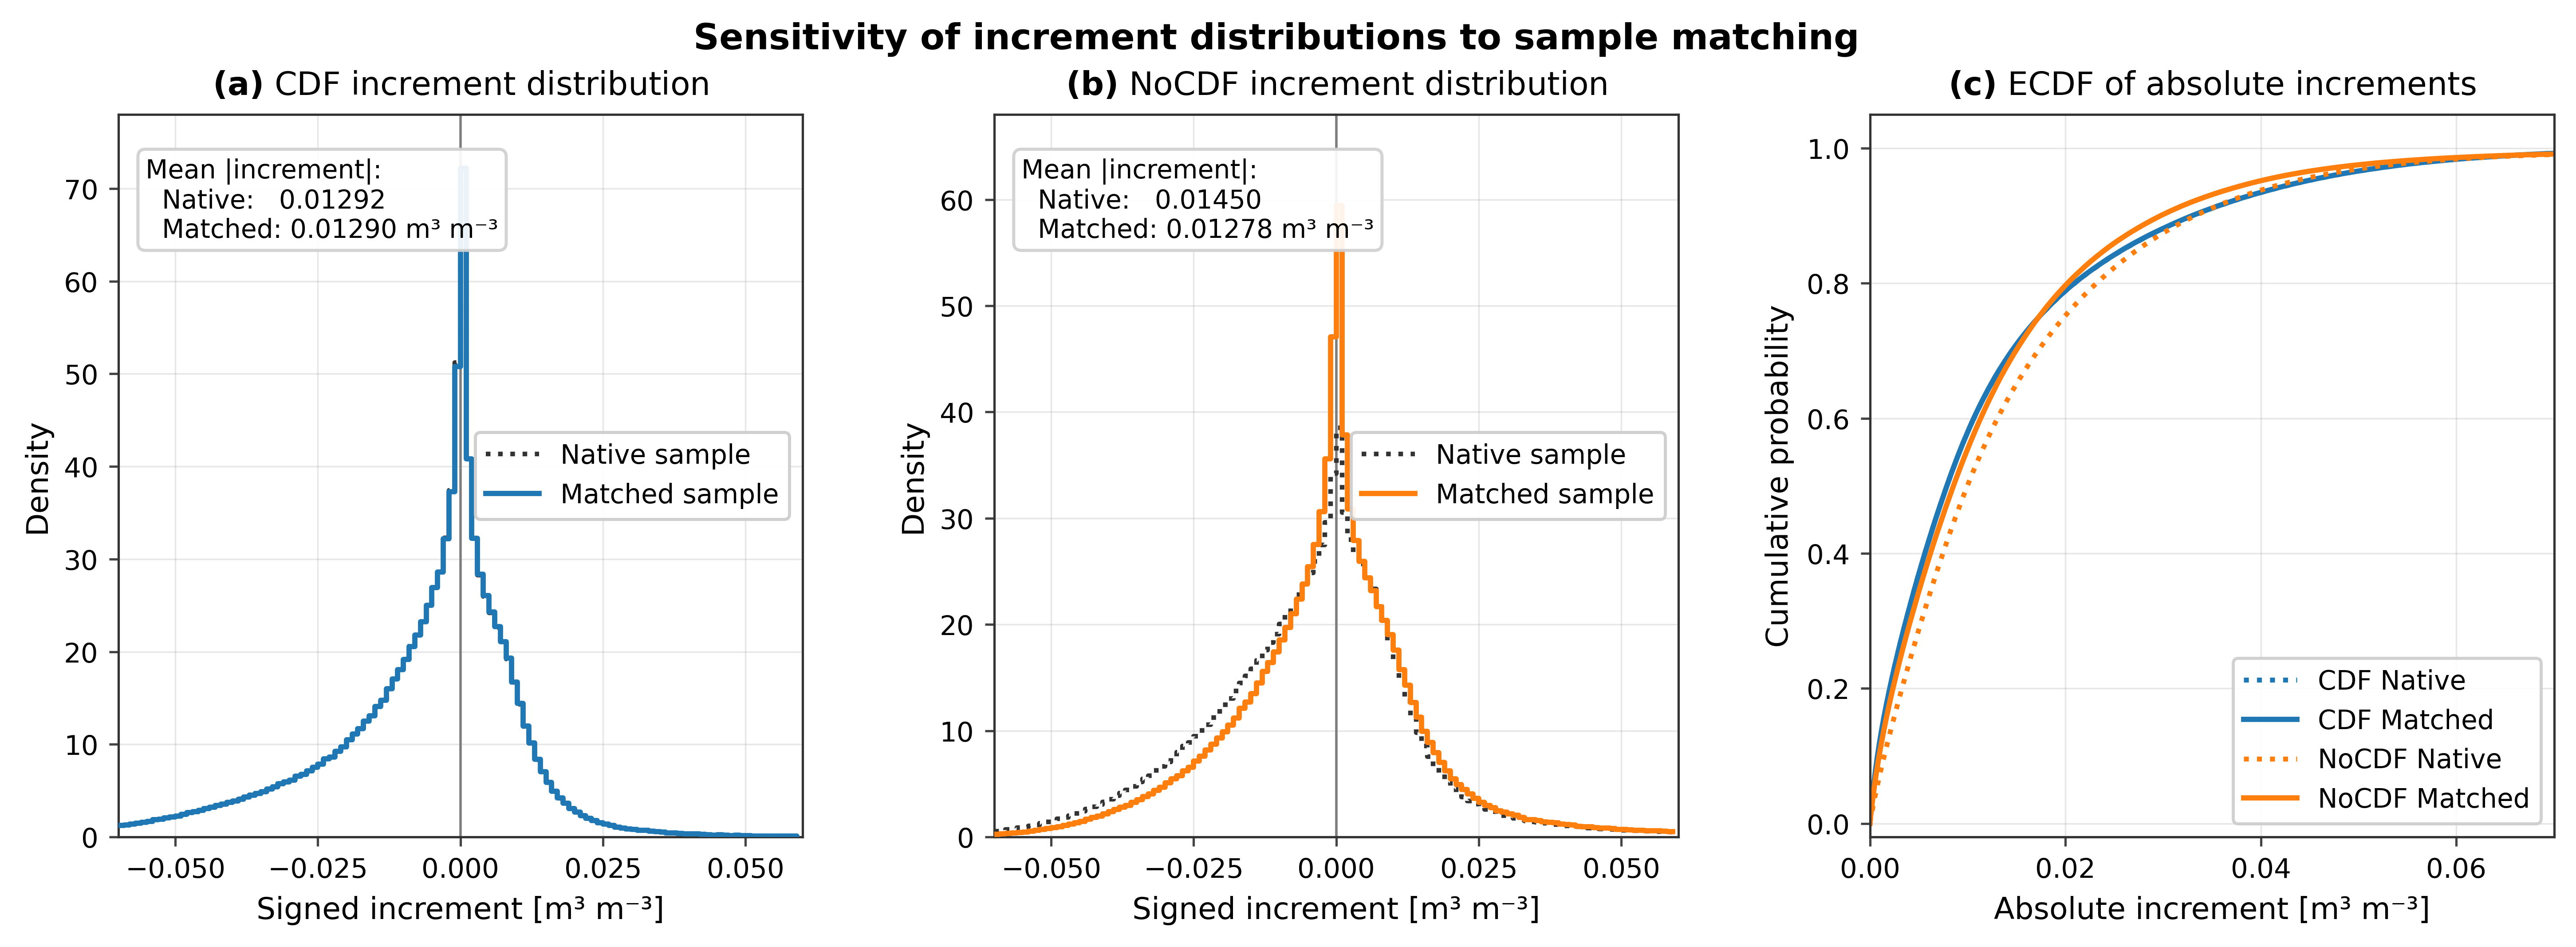 Sensitivity of increment distributions to sample matching
(a) CDF increment distribution
Mean |increment|:
Native: 0.01292
Matched: 0.01290 m³ m⁻³
Native sample
Matched sample
Density
70
60
50
40
30
20
10
0
−0.050
−0.025
0.000
0.025
0.050
Signed increment [m³ m⁻³]
(b) NoCDF increment distribution
Mean |increment|:
Native: 0.01450
Matched: 0.01278 m³ m⁻³
Native sample
Matched sample
Density
60
50
40
30
20
10
0
−0.050
−0.025
0.000
0.025
0.050
Signed increment [m³ m⁻³]
(c) ECDF of absolute increments
Cumulative probability
1.0
0.8
0.6
0.4
0.2
0.0
CDF Native
CDF Matched
NoCDF Native
NoCDF Matched
0.00
0.02
0.04
0.06
Absolute increment [m³ m⁻³]